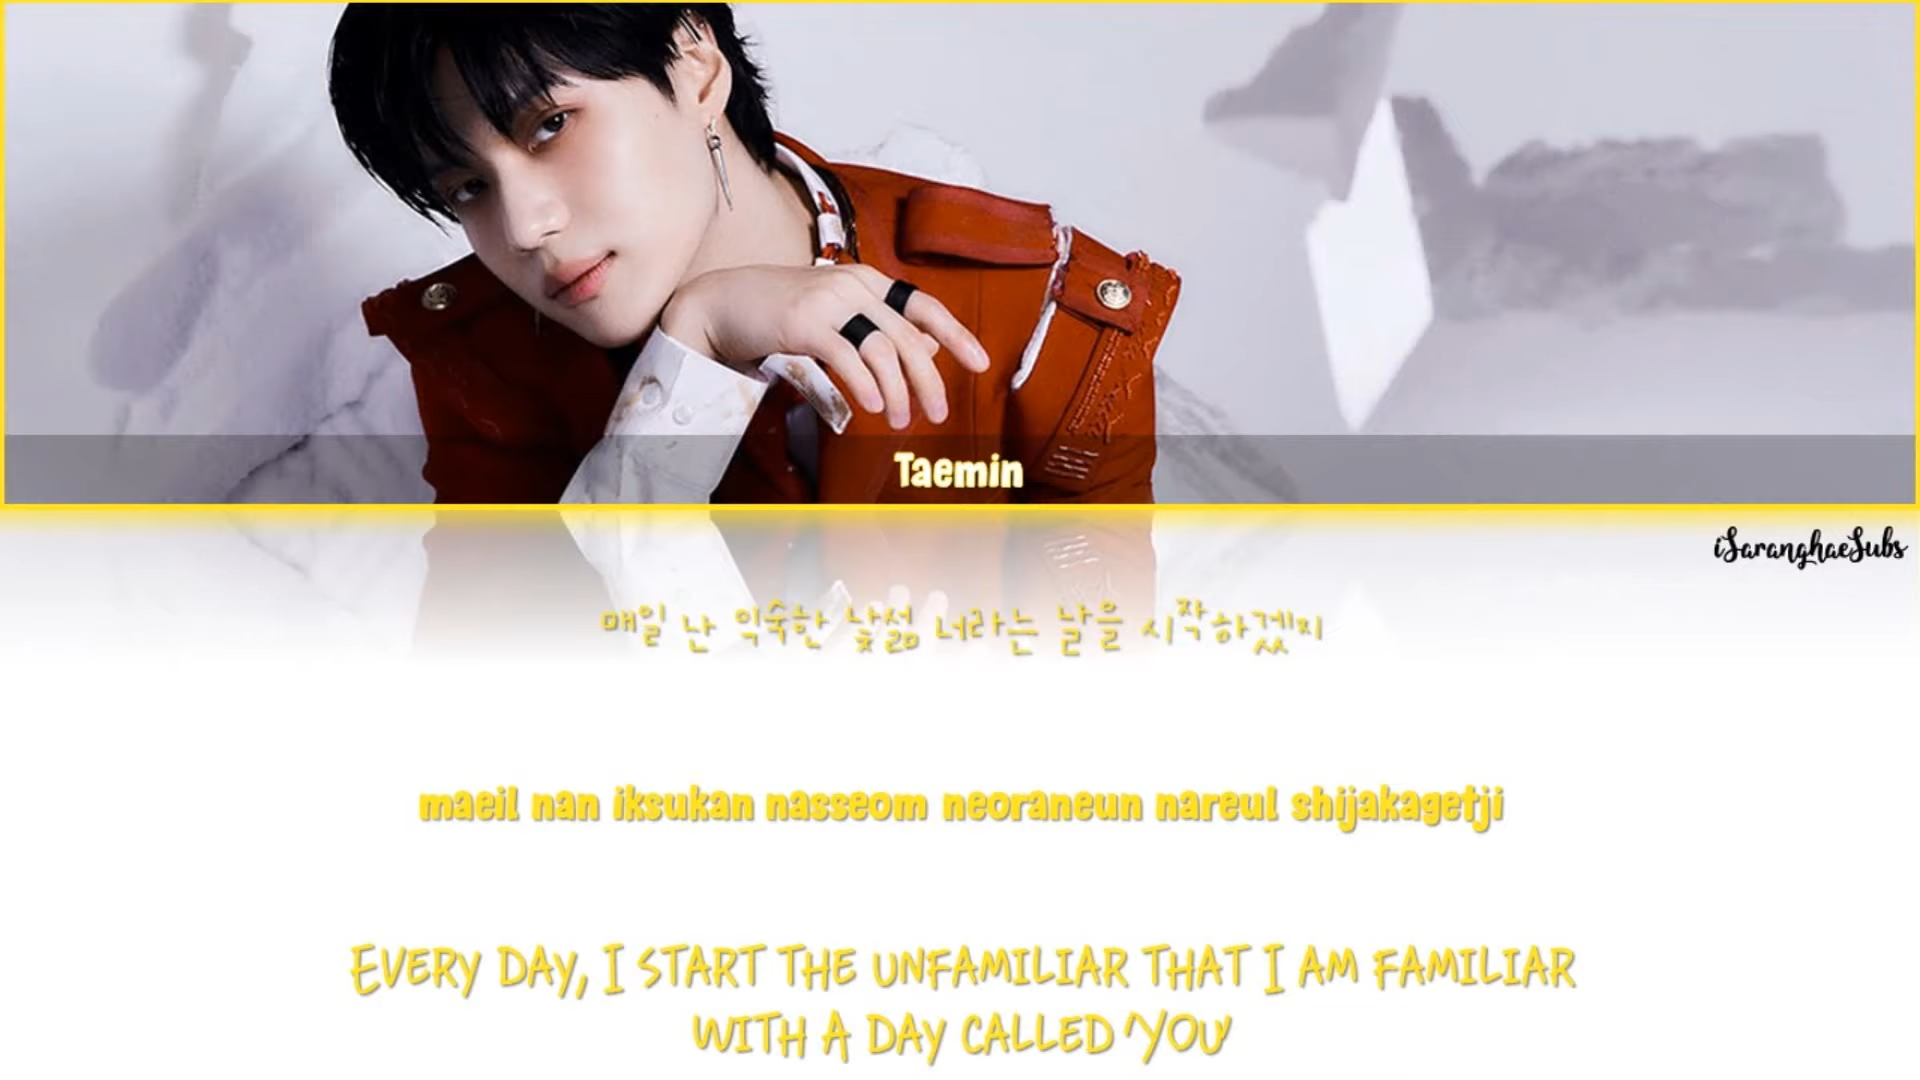 Taemin
iSaranghaeSubs
매일 난 익숙한 낯섦 너라는 날을 시작하겠지
maeil nan iksukan nasseom neoraneun nareul shijakagetji
EVERY DAY, I START THE UNFAMILIAR THAT I AM FAMILIAR
WITH A DAY CALLED 'YOU'